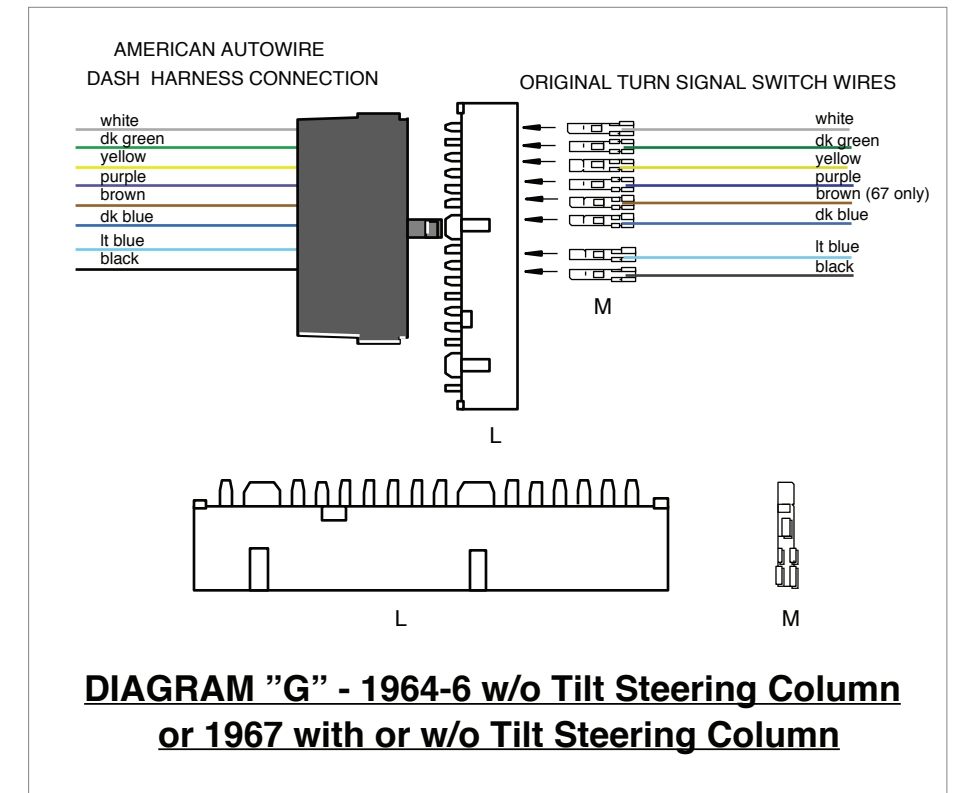 AMERICAN AUTOWIRE
DASH HARNESS CONNECTION
ORIGINAL TURN SIGNAL SWITCH WIRES
white
dk green
yellow
purple
brown
dk blue
lt blue
black
white
dk green
yellow
purple
brown (67 only)
dk blue
lt blue
black
M
L
L
M
DIAGRAM ”G” - 1964-6 w/o Tilt Steering Column
or 1967 with or w/o Tilt Steering Column